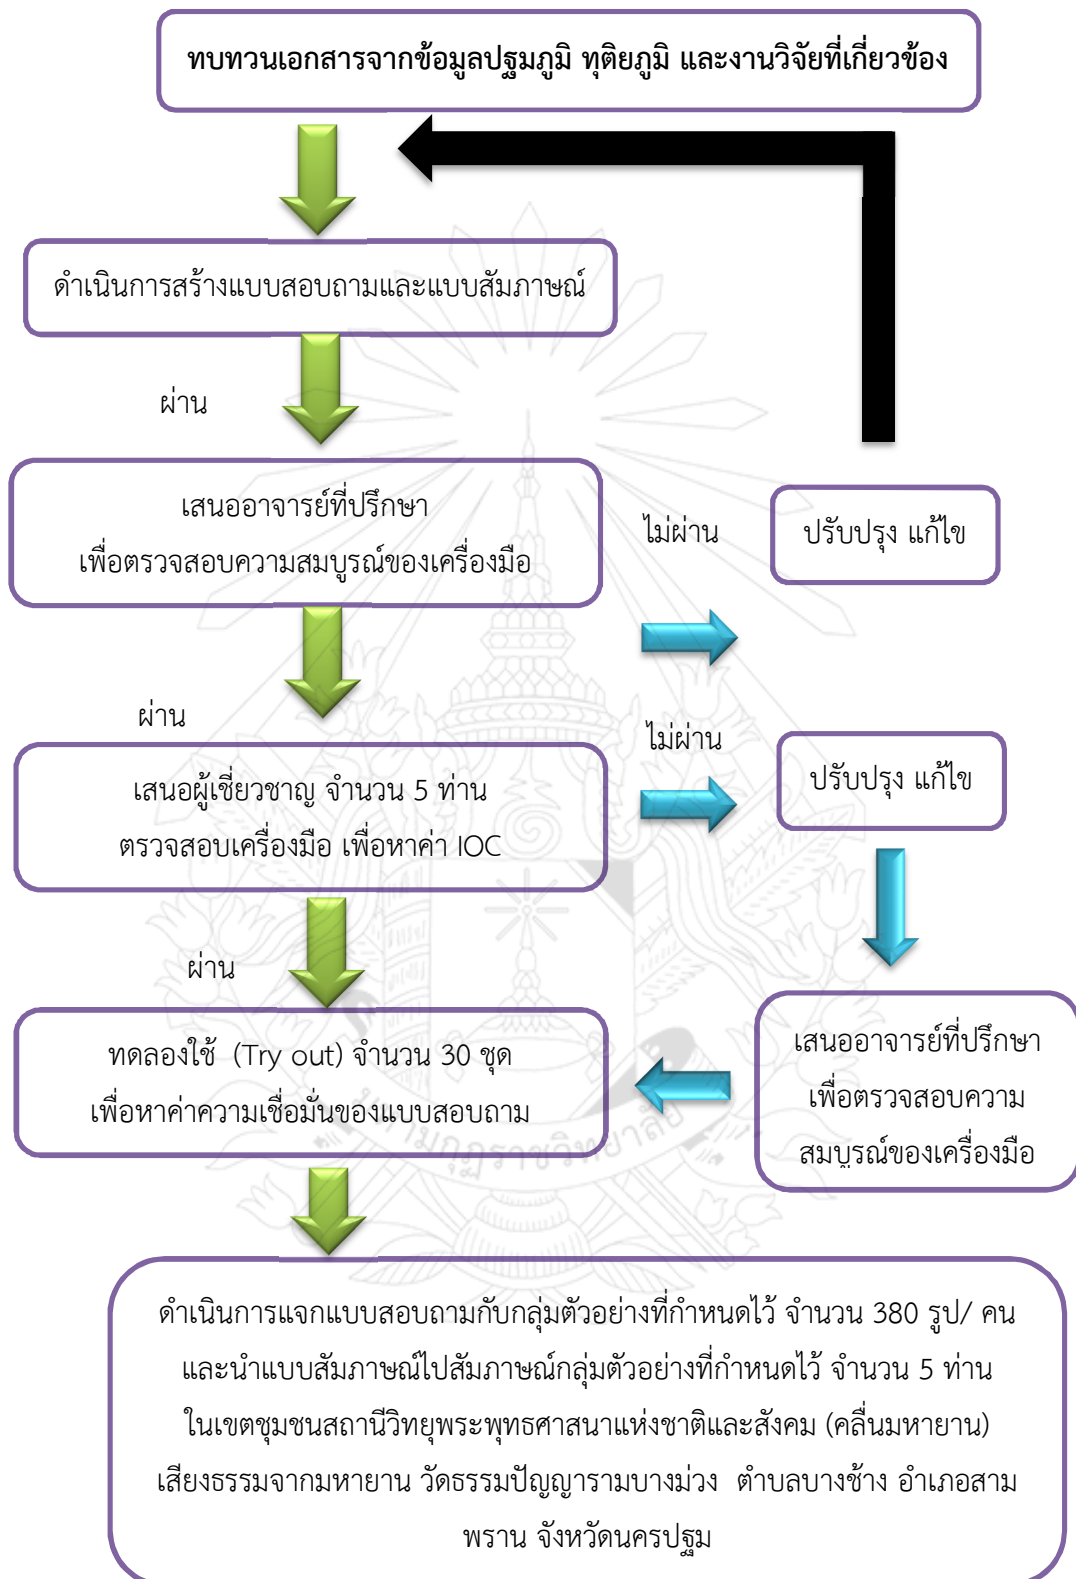 ทบทวนเอกสารจากข้อมูลปฐมภูมิ ทุติยภูมิ และงานวิจัยที่เกี่ยวข้อง
ดำเนินการสร้างแบบสอบถามและแบบสัมภาษณ์
ผ่าน
เสนออาจารย์ที่ปรึกษา
เพื่อตรวจสอบความสมบูรณ์ของเครื่องมือ
ไม่ผ่าน
ปรับปรุง แก้ไข
ผ่าน
เสนอผู้เชี่ยวชาญ จำนวน 5 ท่าน
ตรวจสอบเครื่องมือ เพื่อหาค่า IOC
ไม่ผ่าน
ปรับปรุง แก้ไข
ผ่าน
ทดลองใช้ (Try out) จำนวน 30 ชุด
เพื่อหาค่าความเชื่อมั่นของแบบสอบถาม
เสนออาจารย์ที่ปรึกษา
เพื่อตรวจสอบความ
สมบูรณ์ของเครื่องมือ
ดำเนินการแจกแบบสอบถามกับกลุ่มตัวอย่างที่กำหนดไว้ จำนวน 380 รูป/ คน
และนำแบบสัมภาษณ์ไปสัมภาษณ์กลุ่มตัวอย่างที่กำหนดไว้ จำนวน 5 ท่าน
ในเขตชุมชนสถานีวิทยุพระพุทธศาสนาแห่งชาติและสังคม (คลื่นมหายาน)
เสียงธรรมจากมหายาน วัดธรรมปัญญารามบางม่วง ตำบลบางช้าง อำเภอสาม
พราน จังหวัดนครปฐม